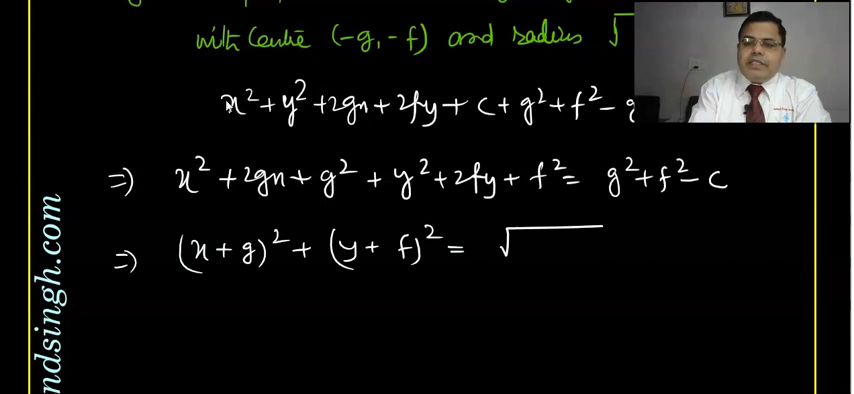 with Centre (-g, -f) and radius √
x² + y² + 2gx + 2fy + c + g² + f² - g
⇒ x² + 2gx + g² + y² + 2fy + f² = g² + f² - c
⇒ (x + g)² + (y + f)² = √
ndsingh.com